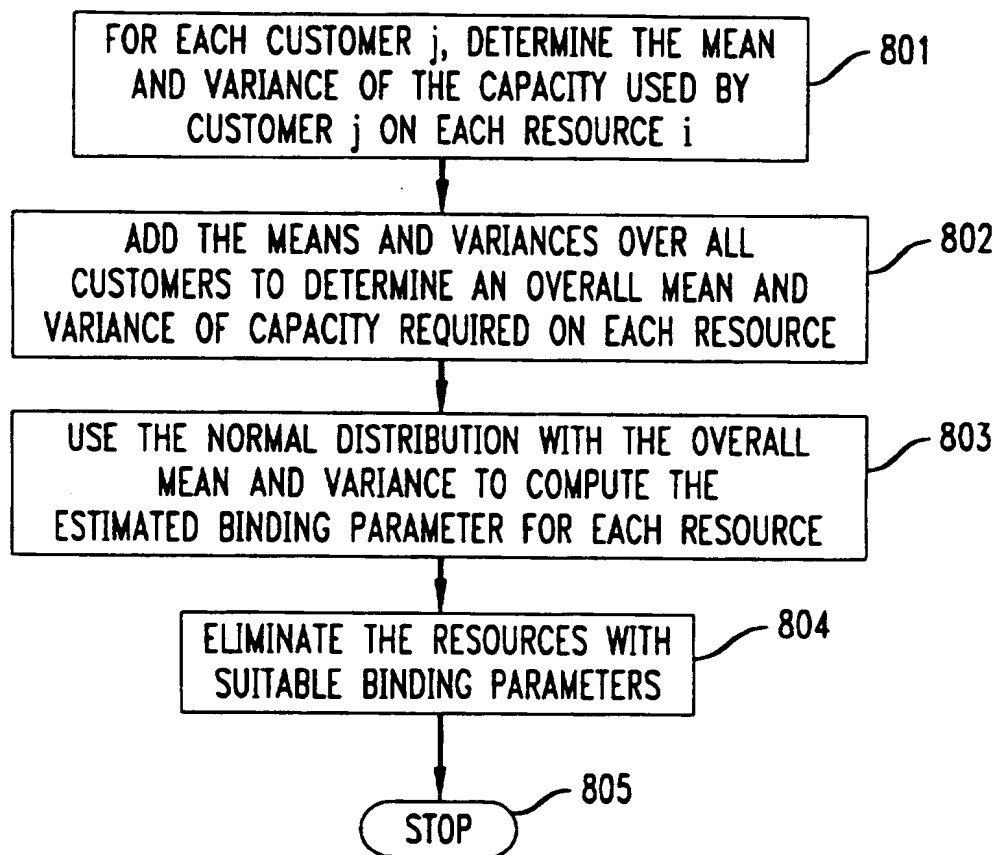 FOR EACH CUSTOMER j, DETERMINE THE MEAN
AND VARIANCE OF THE CAPACITY USED BY
CUSTOMER j ON EACH RESOURCE i
801
ADD THE MEANS AND VARIANCES OVER ALL
CUSTOMERS TO DETERMINE AN OVERALL MEAN AND
VARIANCE OF CAPACITY REQUIRED ON EACH RESOURCE
802
USE THE NORMAL DISTRIBUTION WITH THE OVERALL
MEAN AND VARIANCE TO COMPUTE THE
ESTIMATED BINDING PARAMETER FOR EACH RESOURCE
803
ELIMINATE THE RESOURCES WITH
SUITABLE BINDING PARAMETERS
804
STOP
805